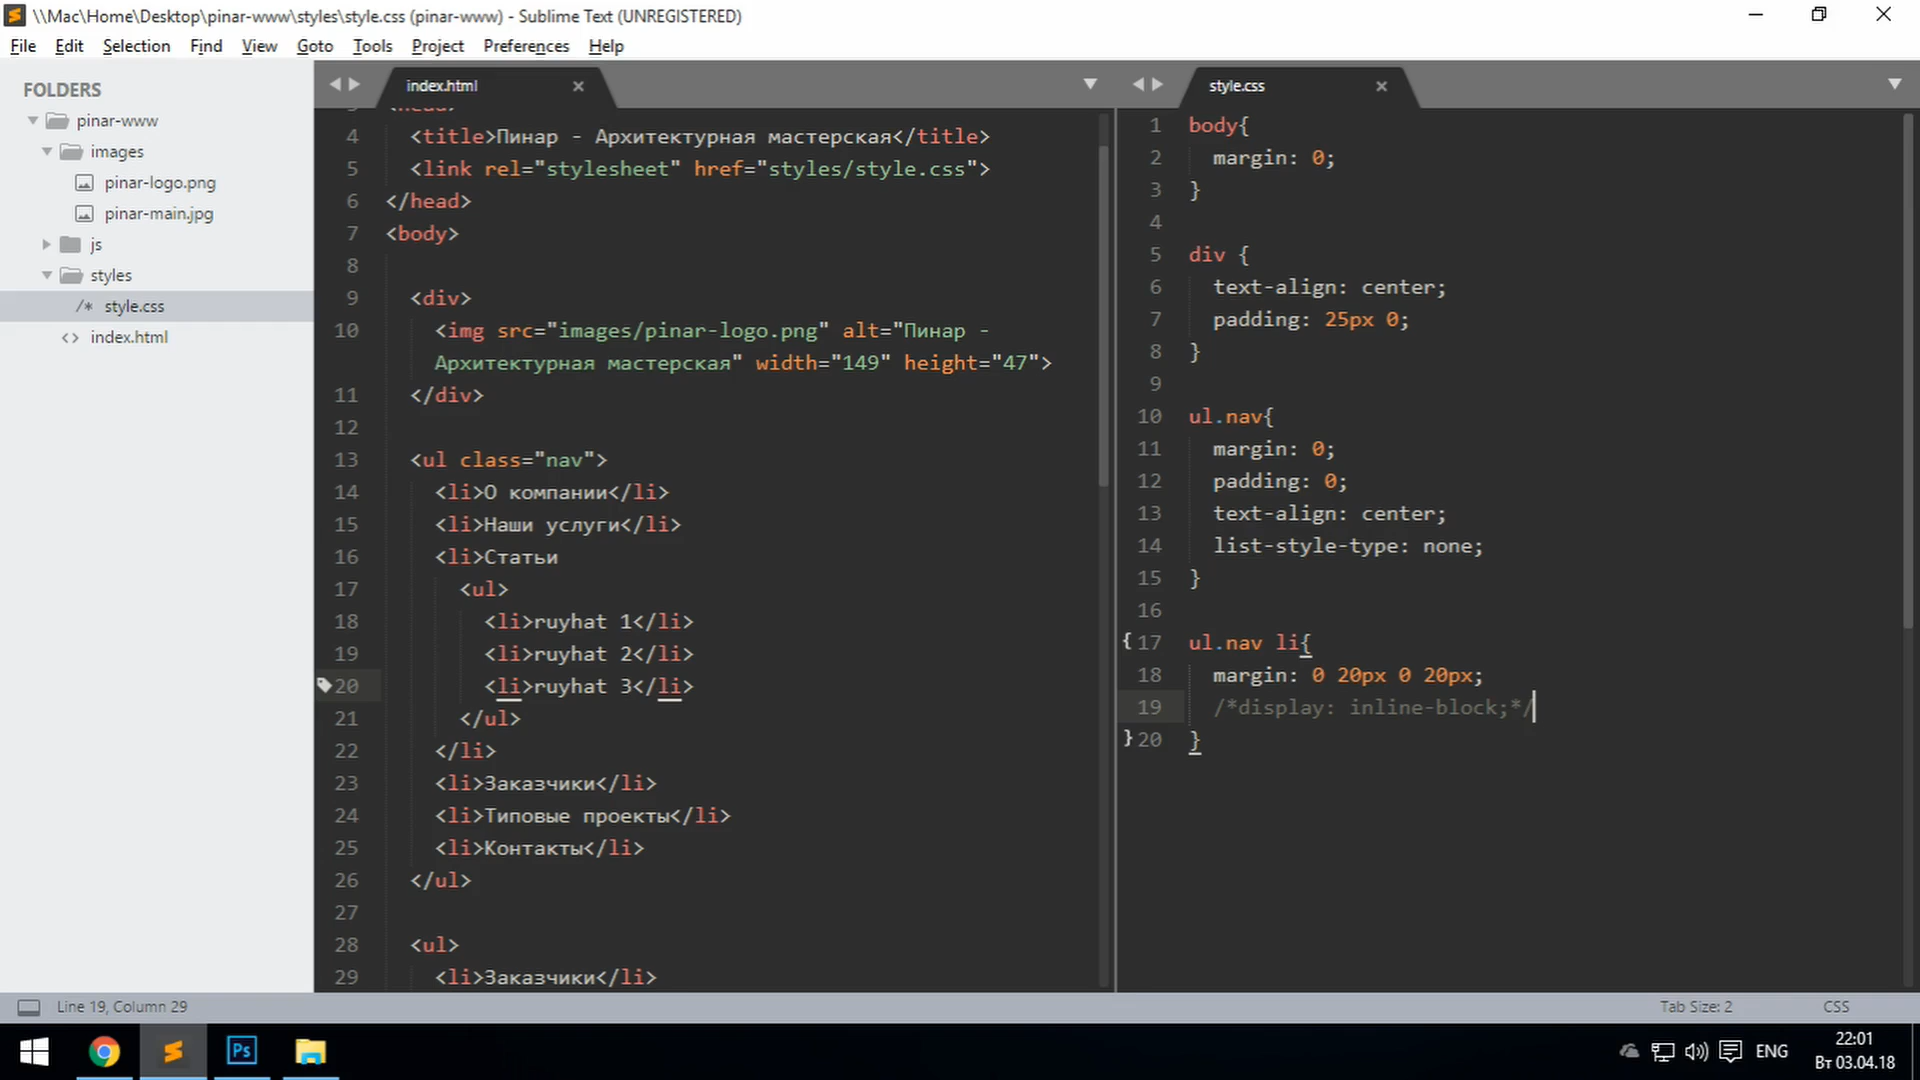 \\Mac\Home\Desktop\pinar-www\styles\style.css (pinar-www) - Sublime Text (UNREGISTERED)
File Edit Selection Find View Goto Tools Project Preferences Help
FOLDERS
pinar-www
images
pinar-logo.png
pinar-main.jpg
js
styles
/* style.css
<> index.html
index.html
<head>
4 <title>Пинар - Архитектурная мастерская</title>
5 <link rel="stylesheet" href="styles/style.css">
6 </head>
7 <body>
8
9 <div>
10 <img src="images/pinar-logo.png" alt="Пинар -
Архитектурная мастерская" width="149" height="47">
11 </div>
12
13 <ul class="nav">
14 <li>О компании</li>
15 <li>Наши услуги</li>
16 <li>Статьи
17 <ul>
18 <li>ruyhat 1</li>
19 <li>ruyhat 2</li>
20 <li>ruyhat 3</li>
21 </ul>
22 </li>
23 <li>Заказчики</li>
24 <li>Типовые проекты</li>
25 <li>Контакты</li>
26 </ul>
27
28 <ul>
29 <li>Заказчики</li>
style.css
1 body{
2 margin: 0;
3 }
4
5 div {
6 text-align: center;
7 padding: 25px 0;
8 }
9
10 ul.nav{
11 margin: 0;
12 padding: 0;
13 text-align: center;
14 list-style-type: none;
15 }
16
{ 17 ul.nav li{
18 margin: 0 20px 0 20px;
19 /*display: inline-block;*/
} 20 }
Line 19, Column 29
Tab Size: 2
CSS
Ps
ENG
22:01
Вт 03.04.18